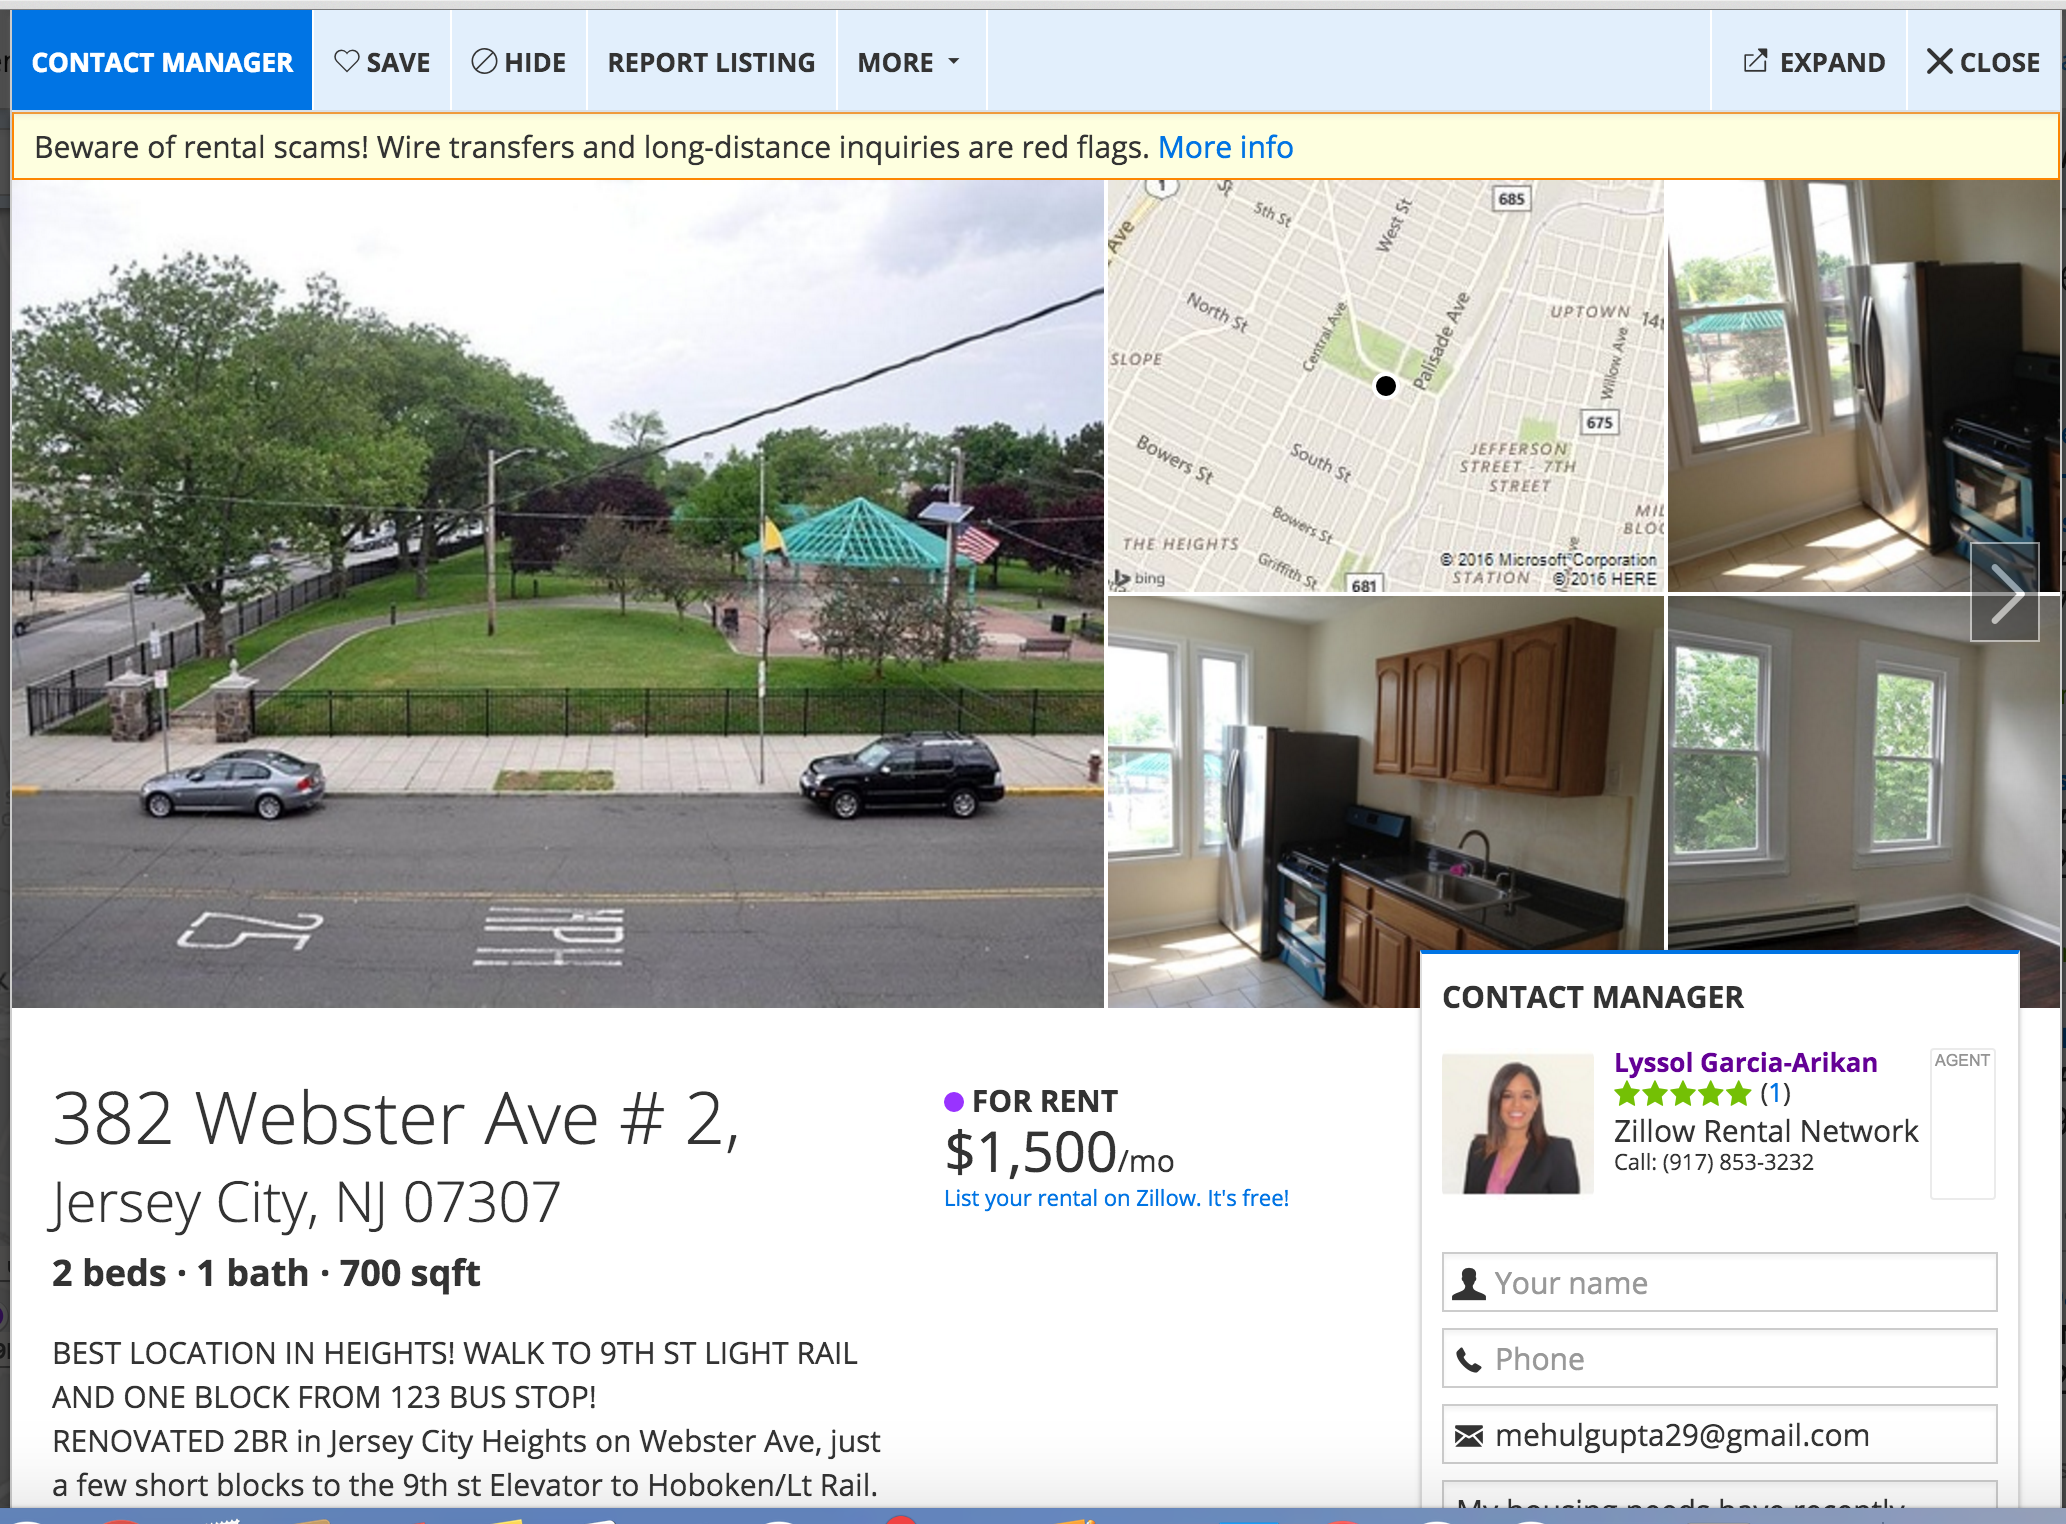 CONTACT MANAGER
SAVE
HIDE
REPORT LISTING
MORE
EXPAND
CLOSE
Beware of rental scams! Wire transfers and long-distance inquiries are red flags. More info
1
5th St
West St
685
Ave
North St
Central Ave
Palisade Ave
UPTOWN
Willow Ave
SLOPE
675
JEFFERSON
STREET - 7TH
STREET
Bowers St
South St
Bowers St
THE HEIGHTS
Griffith St
681
© 2016 Microsoft Corporation
STATION
© 2016 HERE
bing
CONTACT MANAGER
Lyssol Garcia-Arikan
(1)
Zillow Rental Network
Call: (917) 853-3232
AGENT
Your name
Phone
mehulgupta29@gmail.com
My housing needs have recently
382 Webster Ave # 2,
Jersey City, NJ 07307
2 beds · 1 bath · 700 sqft
FOR RENT
$1,500/mo
List your rental on Zillow. It's free!
BEST LOCATION IN HEIGHTS! WALK TO 9TH ST LIGHT RAIL
AND ONE BLOCK FROM 123 BUS STOP!
RENOVATED 2BR in Jersey City Heights on Webster Ave, just
a few short blocks to the 9th st Elevator to Hoboken/Lt Rail.